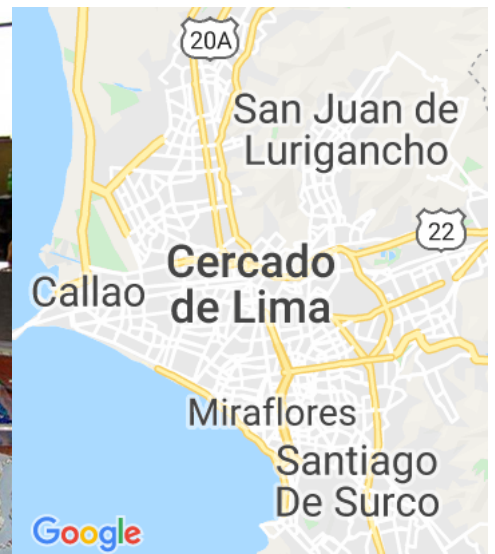 20A
San Juan de
Lurigancho
22
Cercado
de Lima
Callao
Miraflores
Santiago
De Surco
Google